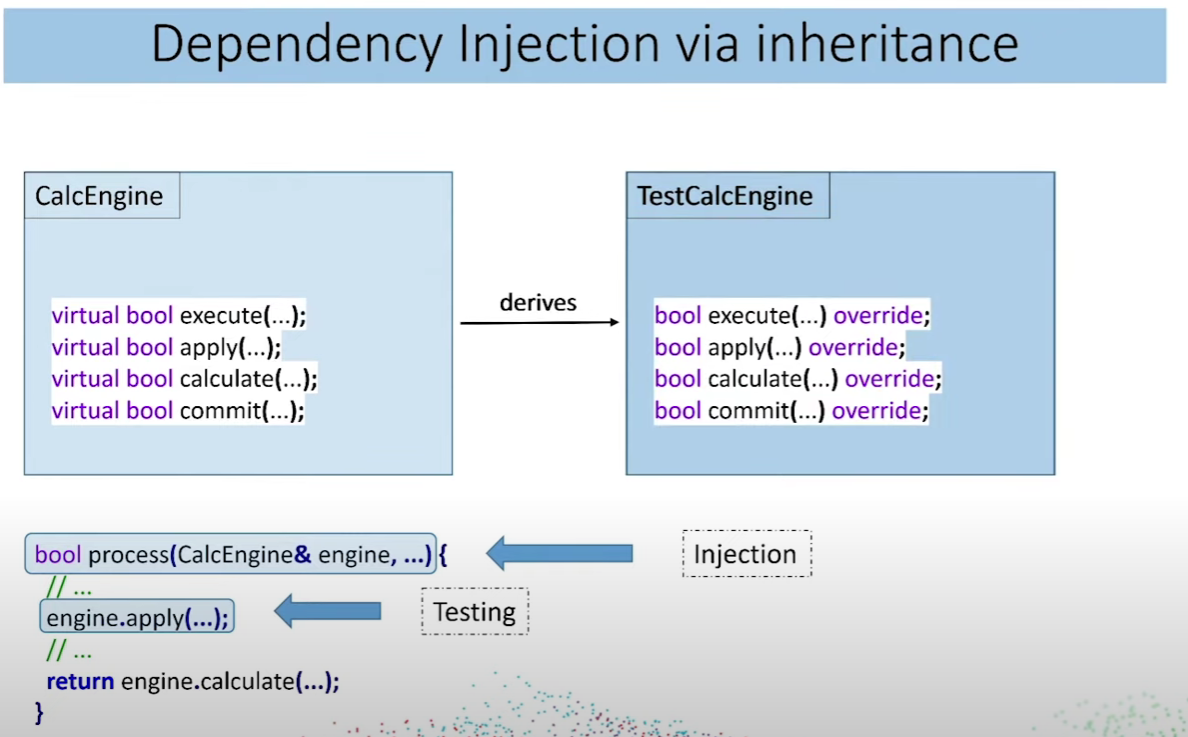 Dependency Injection via inheritance
CalcEngine
virtual bool execute(...);
virtual bool apply(...);
virtual bool calculate(...);
virtual bool commit(...);
derives
TestCalcEngine
bool execute(...) override;
bool apply(...) override;
bool calculate(...) override;
bool commit(...) override;
bool process(CalcEngine& engine, ...) {
Injection
// ...
engine.apply(...);
Testing
// ...
return engine.calculate(...);
}